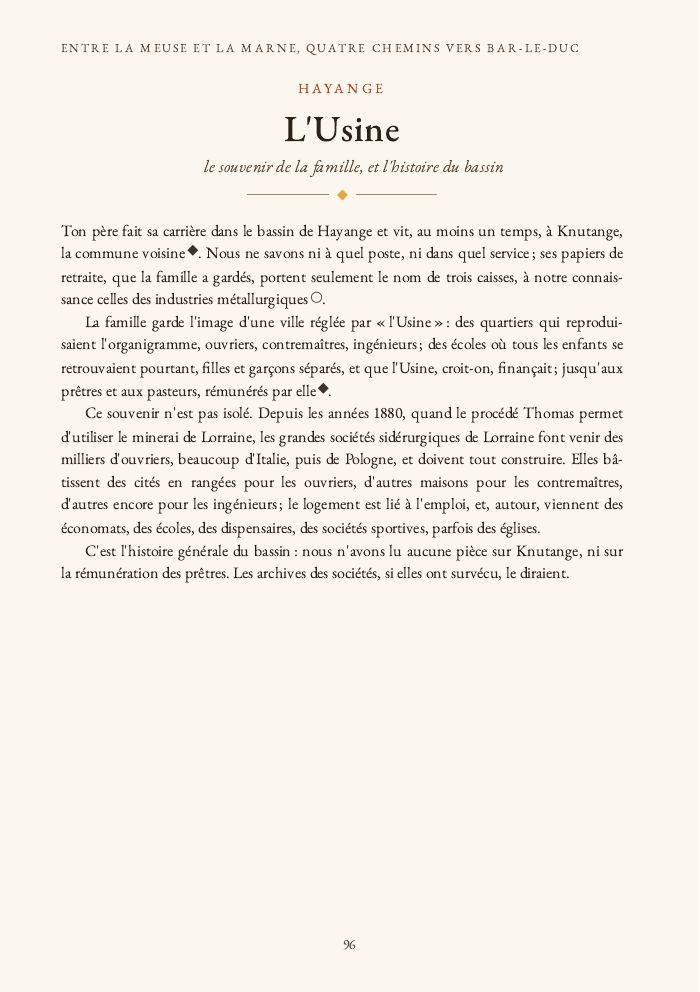 ENTRE LA MEUSE ET LA MARNE, QUATRE CHEMINS VERS BAR-LE-DUC
HAYANGE
L'Usine
le souvenir de la famille, et l'histoire du bassin
Ton père fait sa carrière dans le bassin de Hayange et vit, au moins un temps, à Knutange,
la commune voisine◆. Nous ne savons ni à quel poste, ni dans quel service ; ses papiers de
retraite, que la famille a gardés, portent seulement le nom de trois caisses, à notre connais-
sance celles des industries métallurgiques○.
La famille garde l'image d'une ville réglée par « l'Usine » : des quartiers qui reprodui-
saient l'organigramme, ouvriers, contremaîtres, ingénieurs ; des écoles où tous les enfants se
retrouvaient pourtant, filles et garçons séparés, et que l'Usine, croit-on, finançait ; jusqu'aux
prêtres et aux pasteurs, rémunérés par elle◆.
Ce souvenir n'est pas isolé. Depuis les années 1880, quand le procédé Thomas permet
d'utiliser le minerai de Lorraine, les grandes sociétés sidérurgiques de Lorraine font venir des
milliers d'ouvriers, beaucoup d'Italie, puis de Pologne, et doivent tout construire. Elles bâ-
tissent des cités en rangées pour les ouvriers, d'autres maisons pour les contremaîtres,
d'autres encore pour les ingénieurs ; le logement est lié à l'emploi, et, autour, viennent des
économats, des écoles, des dispensaires, des sociétés sportives, parfois des églises.
C'est l'histoire générale du bassin : nous n'avons lu aucune pièce sur Knutange, ni sur
la rémunération des prêtres. Les archives des sociétés, si elles ont survécu, le diraient.
96